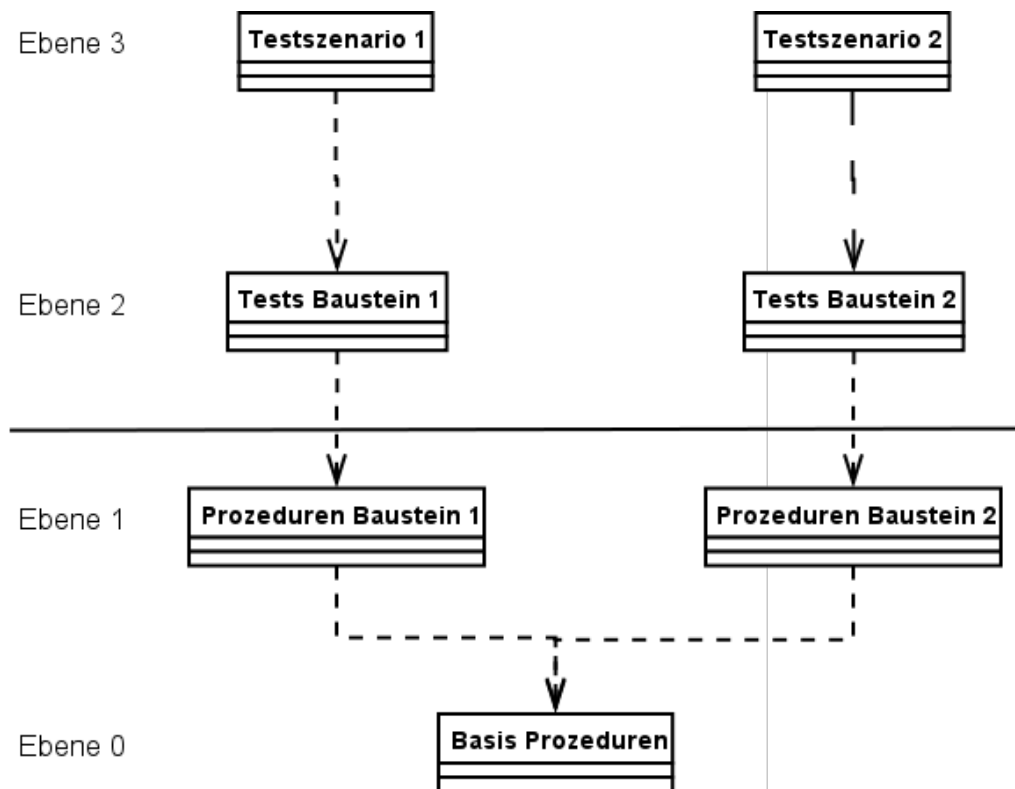 Ebene 3
Testszenario 1
Testszenario 2
Ebene 2
Tests Baustein 1
Tests Baustein 2
Ebene 1
Prozeduren Baustein 1
Prozeduren Baustein 2
Ebene 0
Basis Prozeduren